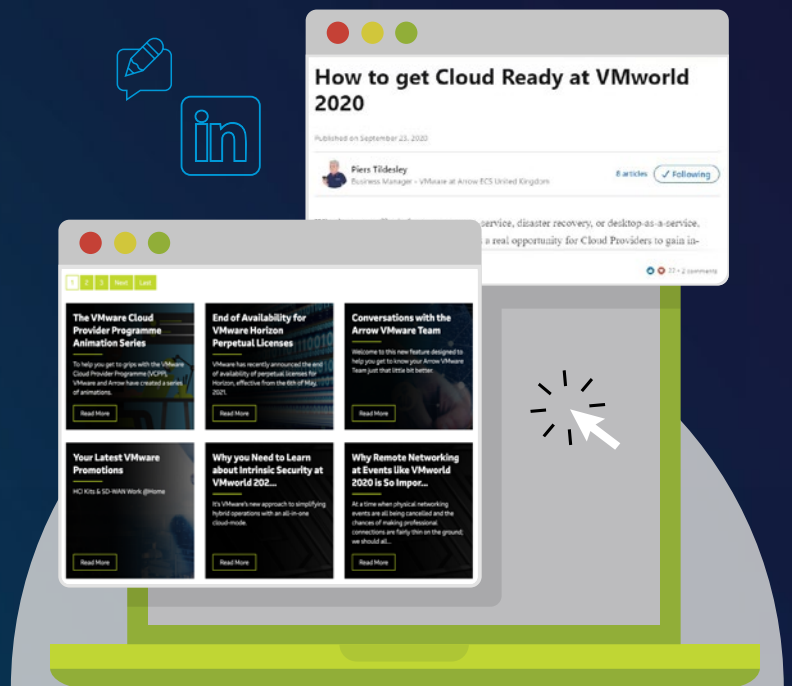 in
How to get Cloud Ready at VMworld
2020
Published on September 23, 2020
Piers Tildesley
Business Manager - VMware at Arrow ECS United Kingdom
8 articles
✓ Following
service, disaster recovery, or desktop-as-a-service,
a real opportunity for Cloud Providers to gain in-
2 comments
1 2 3 Next Last
The VMware Cloud
Provider Programme
Animation Series
To help you get to grips with the VMware
Cloud Provider Programme (VCPP),
VMware and Arrow have created a series
of animations.
Read More
End of Availability for
VMware Horizon
Perpetual Licenses
VMware has recently announced the end
of availability of perpetual licenses for
Horizon, effective from the 6th of May,
2021.
Read More
Conversations with the
Arrow VMware Team
Welcome to this new feature designed to
help you get to know your Arrow VMware
Team just that little bit better.
Read More
Your Latest VMware
Promotions
HCI Kits & SD-WAN Work @Home
Read More
Why you Need to Learn
about Intrinsic Security at
VMworld 202...
It's VMware's new approach to simplifying
hybrid operations with an all-in-one
cloud-mode.
Read More
Why Remote Networking
at Events like VMworld
2020 is So Impor...
At a time when physical networking
events are all being cancelled and the
chances of making professional
connections are fairly thin on the ground,
we should all...
Read More